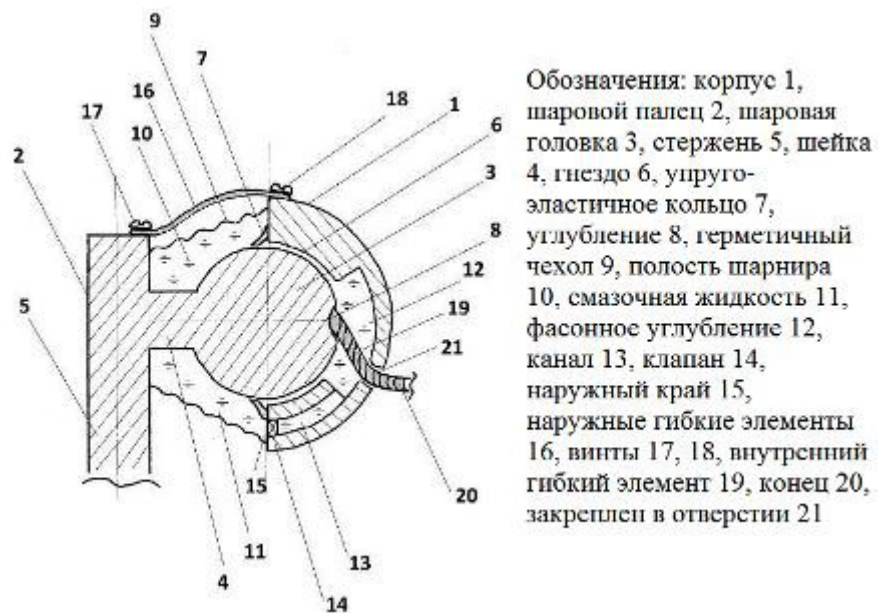 9
7
16
17
10
2
18
1
6
3
8
12
19
21
5
20
15
13
11
4
14
Обозначения: корпус 1,
шаровой палец 2, шаровая
головка 3, стержень 5, шейка
4, гнездо 6, упруго-
эластичное кольцо 7,
углубление 8, герметичный
чехол 9, полость шарнира
10, смазочная жидкость 11,
фасонное углубление 12,
канал 13, клапан 14,
наружный край 15,
наружные гибкие элементы
16, винты 17, 18, внутренний
гибкий элемент 19, конец 20,
закреплен в отверстии 21